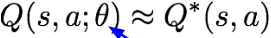 Q(s, a; θ) ≈ Q*(s, a)